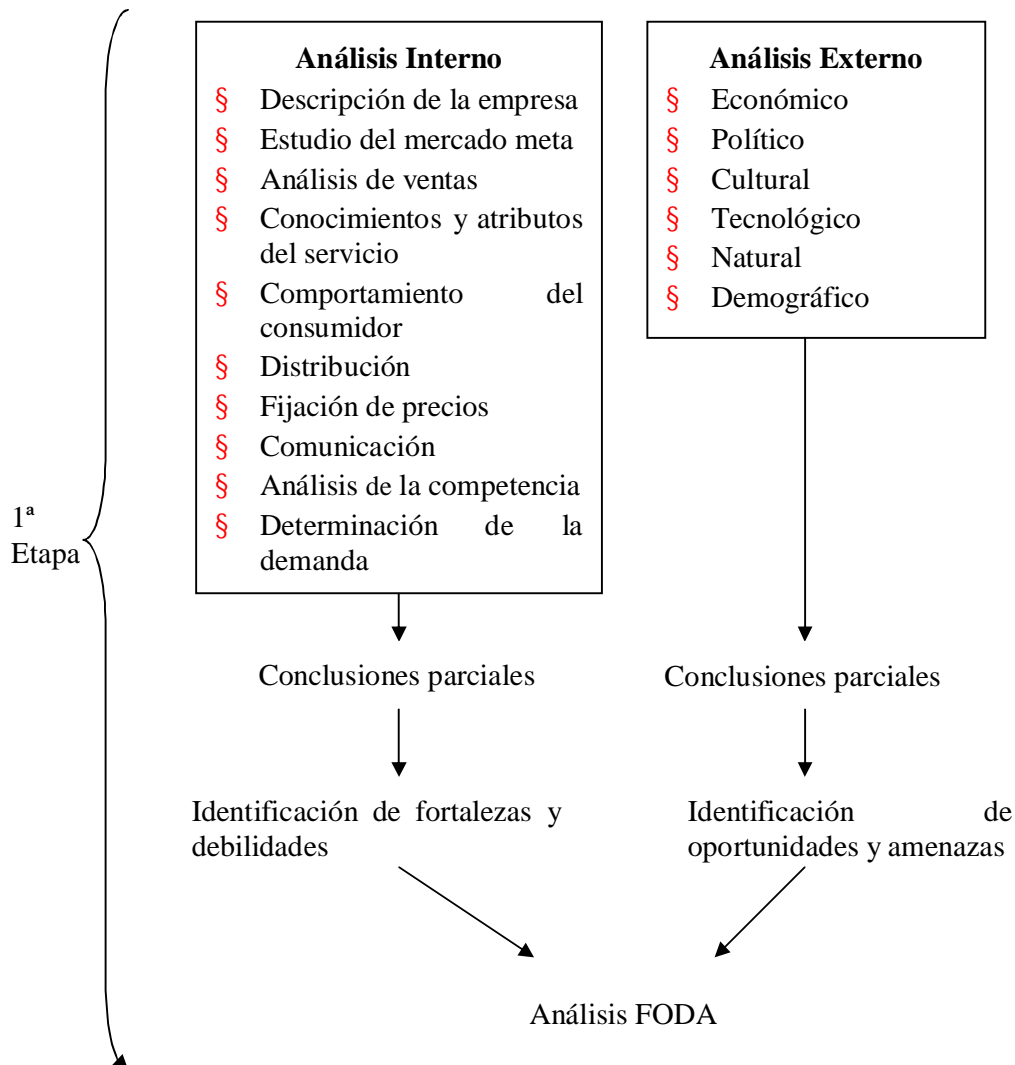 1ª
Etapa
Análisis Interno
§ Descripción de la empresa
§ Estudio del mercado meta
§ Análisis de ventas
§ Conocimientos y atributos
del servicio
§ Comportamiento del
consumidor
§ Distribución
§ Fijación de precios
§ Comunicación
§ Análisis de la competencia
§ Determinación de la
demanda
Análisis Externo
§ Económico
§ Político
§ Cultural
§ Tecnológico
§ Natural
§ Demográfico
Conclusiones parciales
Conclusiones parciales
Identificación de fortalezas y
debilidades
Identificación de
oportunidades y amenazas
Análisis FODA